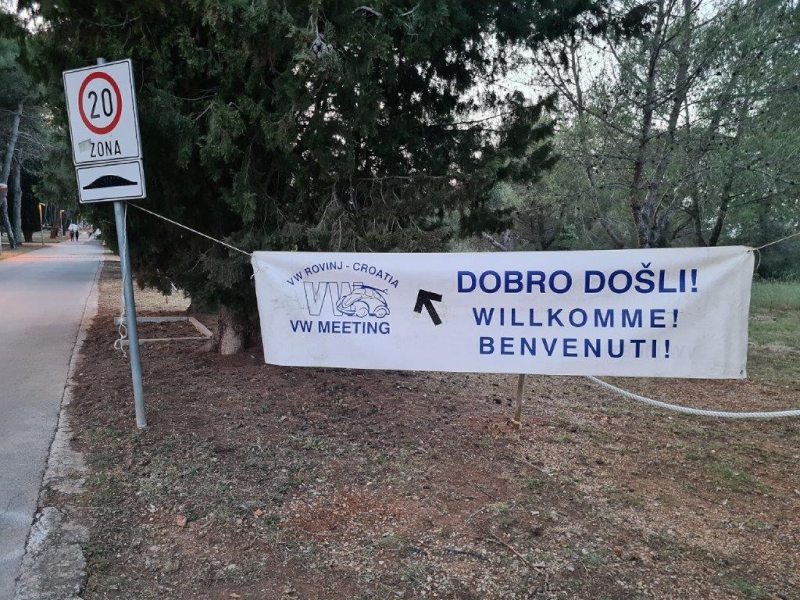 20
ZONA
VW ROVINJ - CROATIA
VW
VW MEETING
DOBRO DOŠLI!
WILLKOMME!
BENVENUTI!